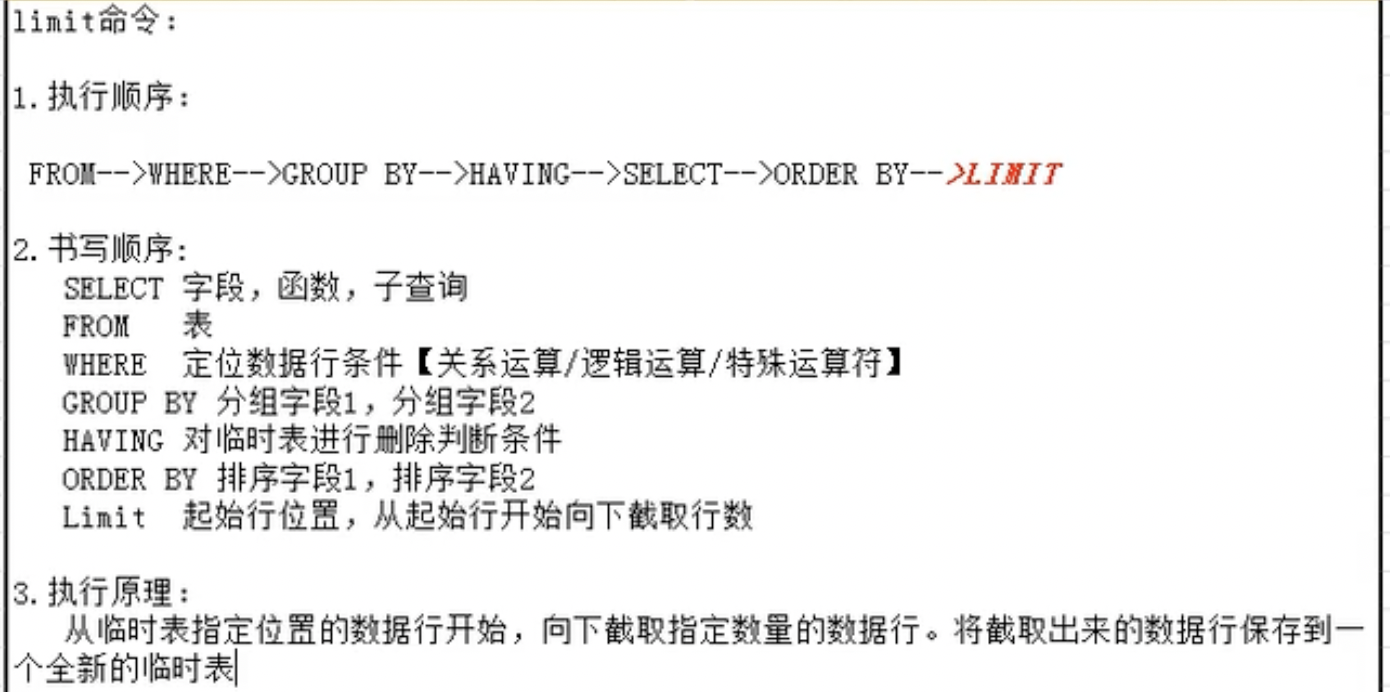 limit命令：
1.执行顺序：
FROM-->WHERE-->GROUP BY-->HAVING-->SELECT-->ORDER BY-->LIMIT
2.书写顺序:
SELECT 字段，函数，子查询
FROM 表
WHERE 定位数据行条件【关系运算/逻辑运算/特殊运算符】
GROUP BY 分组字段1，分组字段2
HAVING 对临时表进行删除判断条件
ORDER BY 排序字段1，排序字段2
Limit 起始行位置，从起始行开始向下截取行数
3.执行原理：
从临时表指定位置的数据行开始，向下截取指定数量的数据行。将截取出来的数据行保存到一
个全新的临时表